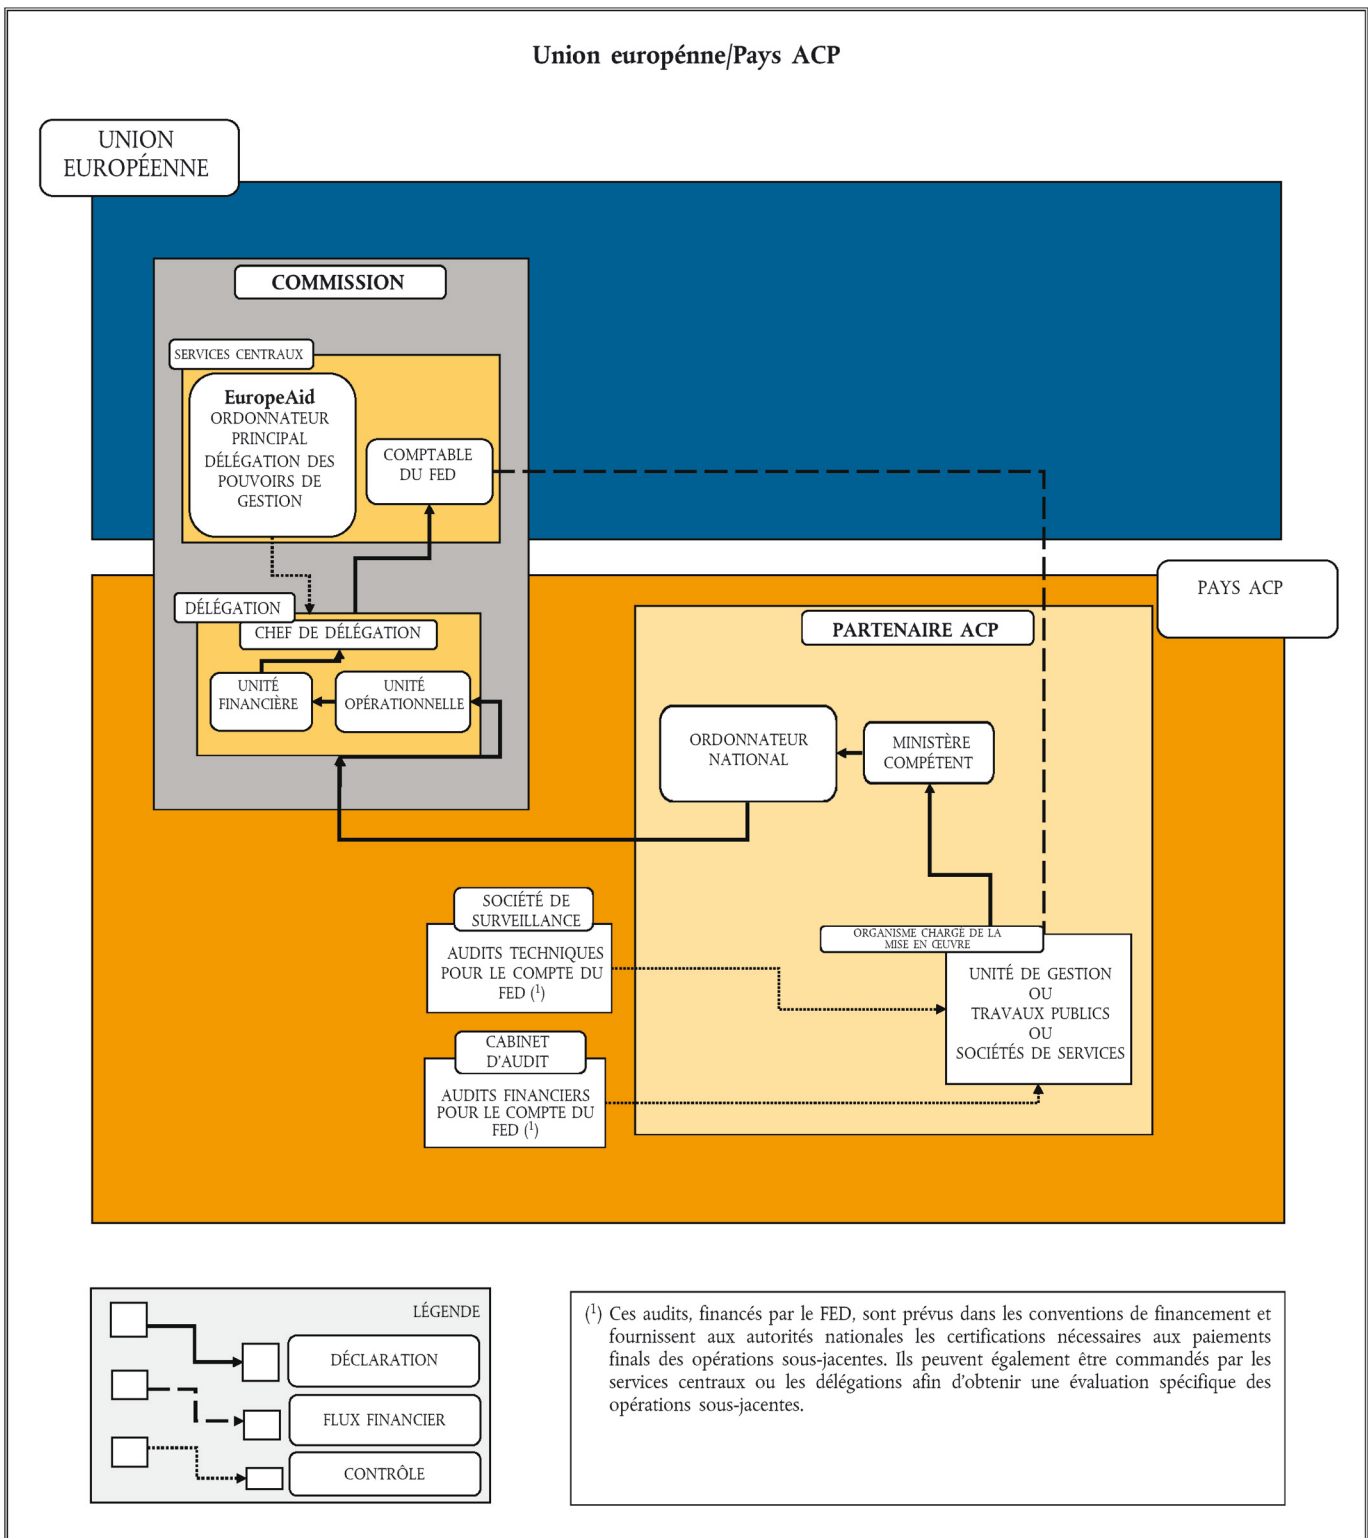 Union europénne/Pays ACP
UNION
EUROPÉENNE
COMMISSION
SERVICES CENTRAUX
EuropeAid
ORDONNATEUR
PRINCIPAL
DÉLÉGATION DES
POUVOIRS DE
GESTION
COMPTABLE
DU FED
PAYS ACP
DÉLÉGATION
CHEF DE DÉLÉGATION
UNITÉ
FINANCIÈRE
UNITÉ
OPÉRATIONNELLE
PARTENAIRE ACP
ORDONNATEUR
NATIONAL
MINISTÈRE
COMPÉTENT
SOCIÉTÉ DE
SURVEILLANCE
AUDITS TECHNIQUES
POUR LE COMPTE DU
FED (¹)
ORGANISME CHARGÉ DE LA
MISE EN ŒUVRE
UNITÉ DE GESTION
OU
TRAVAUX PUBLICS
OU
SOCIÉTÉS DE SERVICES
CABINET
D'AUDIT
AUDITS FINANCIERS
POUR LE COMPTE DU
FED (¹)
LÉGENDE
DÉCLARATION
FLUX FINANCIER
CONTRÔLE
(¹) Ces audits, financés par le FED, sont prévus dans les conventions de financement et
fournissent aux autorités nationales les certifications nécessaires aux paiements
finals des opérations sous-jacentes. Ils peuvent également être commandés par les
services centraux ou les délégations afin d'obtenir une évaluation spécifique des
opérations sous-jacentes.